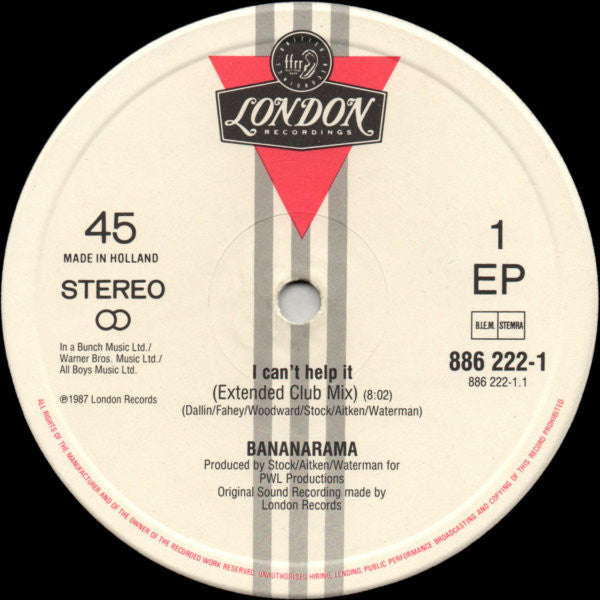 BRITISH
ffrr
RECORDINGS
LONDON
RECORDINGS
45
MADE IN HOLLAND
STEREO
In a Bunch Music Ltd./
Warner Bros. Music Ltd./
All Boys Music Ltd.
℗1987 London Records
1
EP
B.I.E.M. STEMRA
886 222-1
886 222-1.1
I can't help it
(Extended Club Mix) (8:02)
(Dallin/Fahey/Woodward/Stock/Aitken/Waterman)
BANANARAMA
Produced by Stock/Aitken/Waterman for
PWL Productions
Original Sound Recording made by
London Records
ALL RIGHTS OF THE MANUFACTURER AND OF THE OWNER OF THE RECORDED WORK RESERVED. UNAUTHORISED HIRING, LENDING, PUBLIC PERFORMANCE BROADCASTING AND COPYING OF THIS RECORD PROHIBITED.